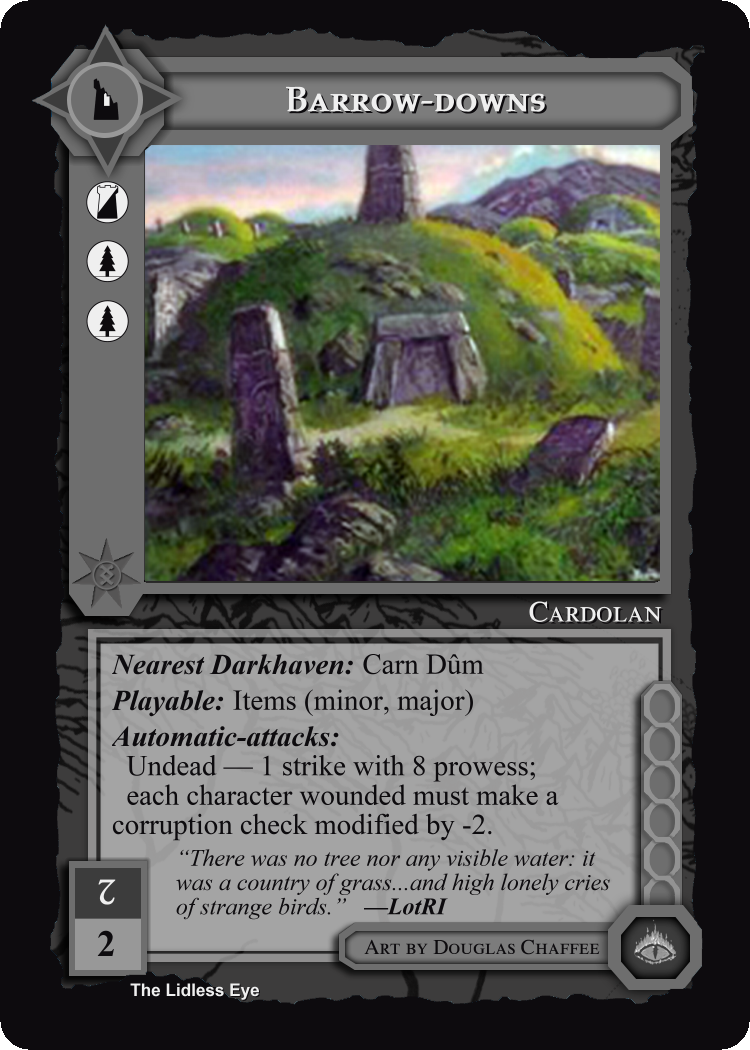 Barrow-downs
Cardolan
Nearest Darkhaven: Carn Dûm
Playable: Items (minor, major)
Automatic-attacks:
Undead — 1 strike with 8 prowess;
each character wounded must make a
corruption check modified by -2.
“There was no tree nor any visible water: it
was a country of grass...and high lonely cries
of strange birds.” —LotRI
2
2
Art by Douglas Chaffee
The Lidless Eye